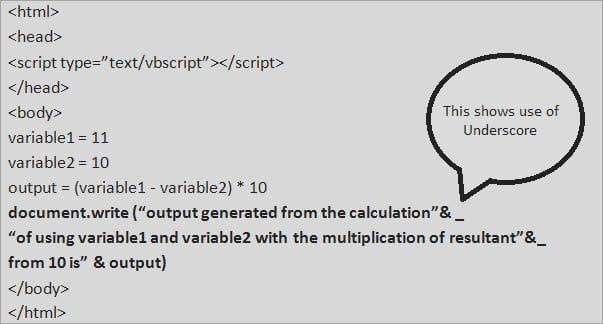 <html>
<head>
<script type=”text/vbscript”></script>
</head>
<body>
variable1 = 11
variable2 = 10
output = (variable1 - variable2) * 10
document.write (“output generated from the calculation”& _
“of using variable1 and variable2 with the multiplication of resultant”&_
from 10 is” & output)
</body>
</html>
This shows use of
Underscore